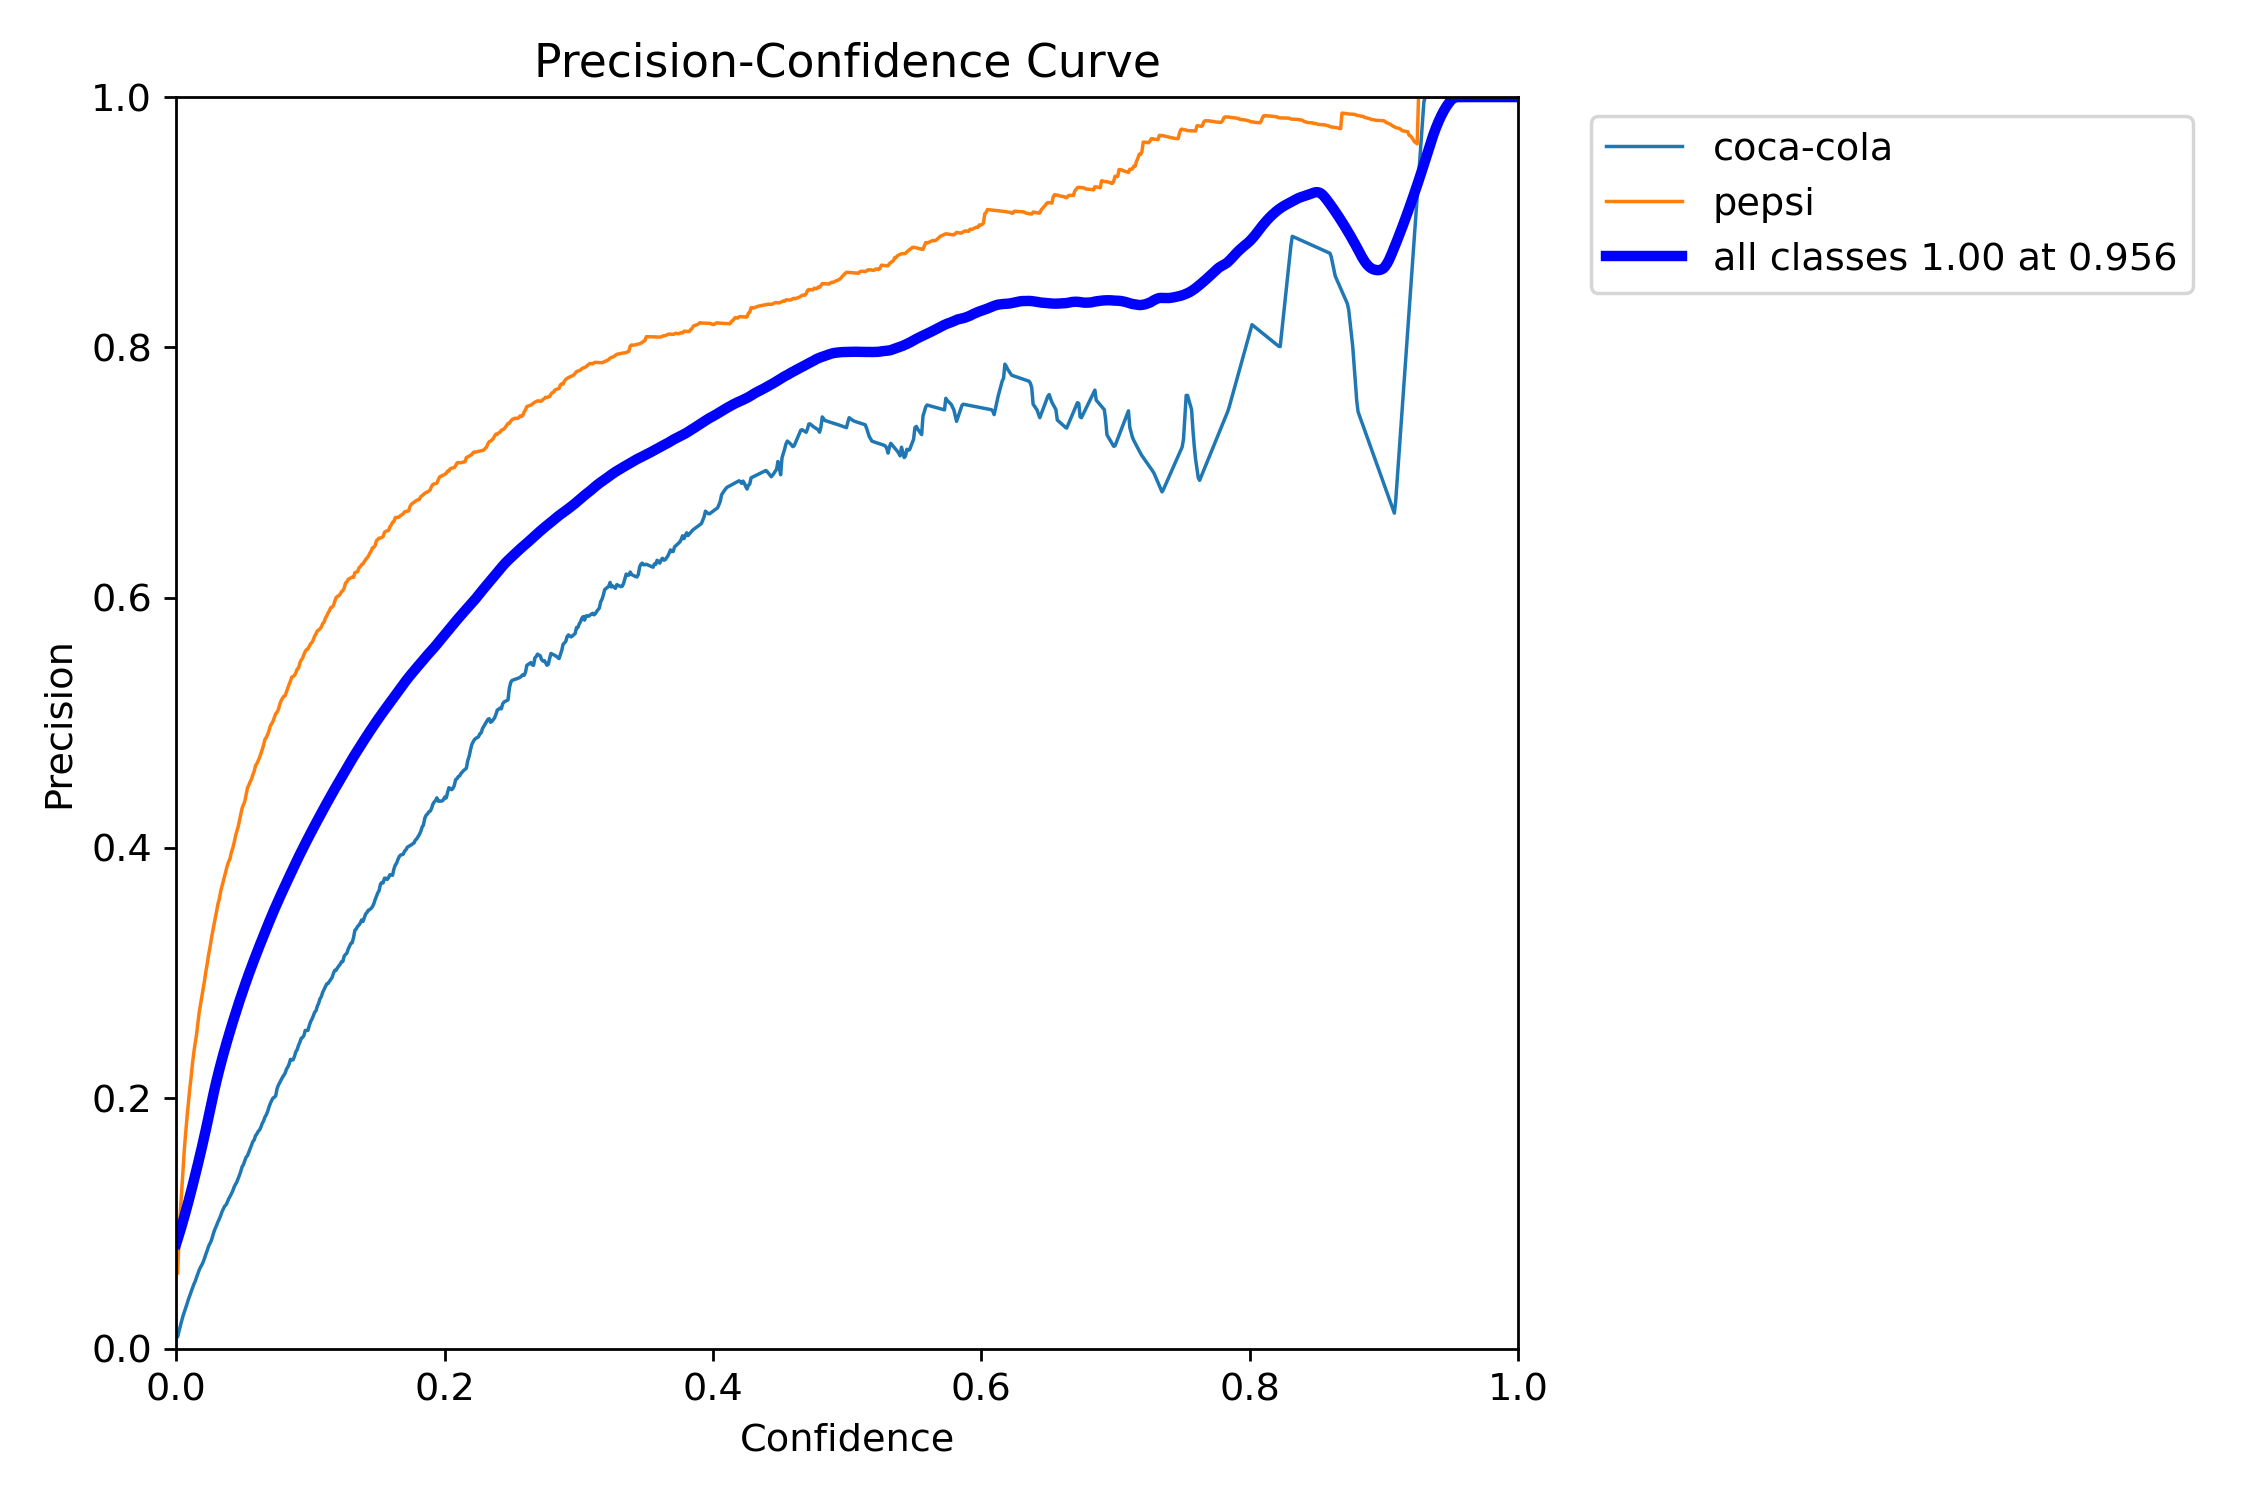 Precision-Confidence Curve
1.0
0.8
0.6
0.4
0.2
0.0
Precision
0.0 0.2 0.4 0.6 0.8 1.0
Confidence
coca-cola
pepsi
all classes 1.00 at 0.956